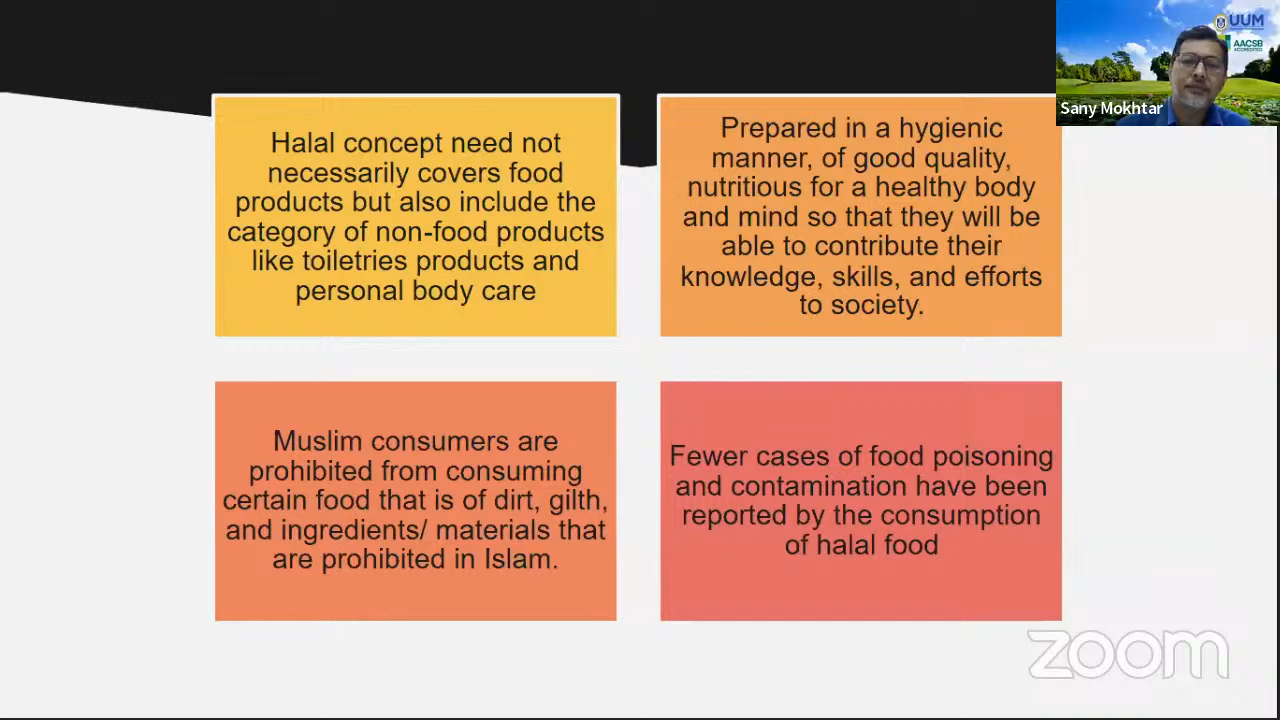 Halal concept need not
necessarily covers food
products but also include the
category of non-food products
like toiletries products and
personal body care
Prepared in a hygienic
manner, of good quality,
nutritious for a healthy body
and mind so that they will be
able to contribute their
knowledge, skills, and efforts
to society.
Muslim consumers are
prohibited from consuming
certain food that is of dirt, gilth,
and ingredients/ materials that
are prohibited in Islam.
Fewer cases of food poisoning
and contamination have been
reported by the consumption
of halal food
UUM
AACSB
ACCREDITED
Sany Mokhtar
zoom